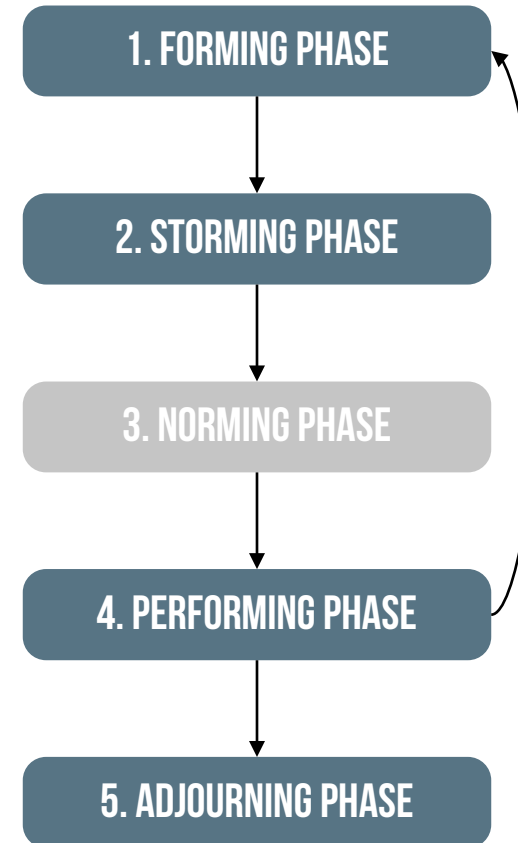 1. FORMING PHASE
2. STORMING PHASE
3. NORMING PHASE
4. PERFORMING PHASE
5. ADJOURNING PHASE